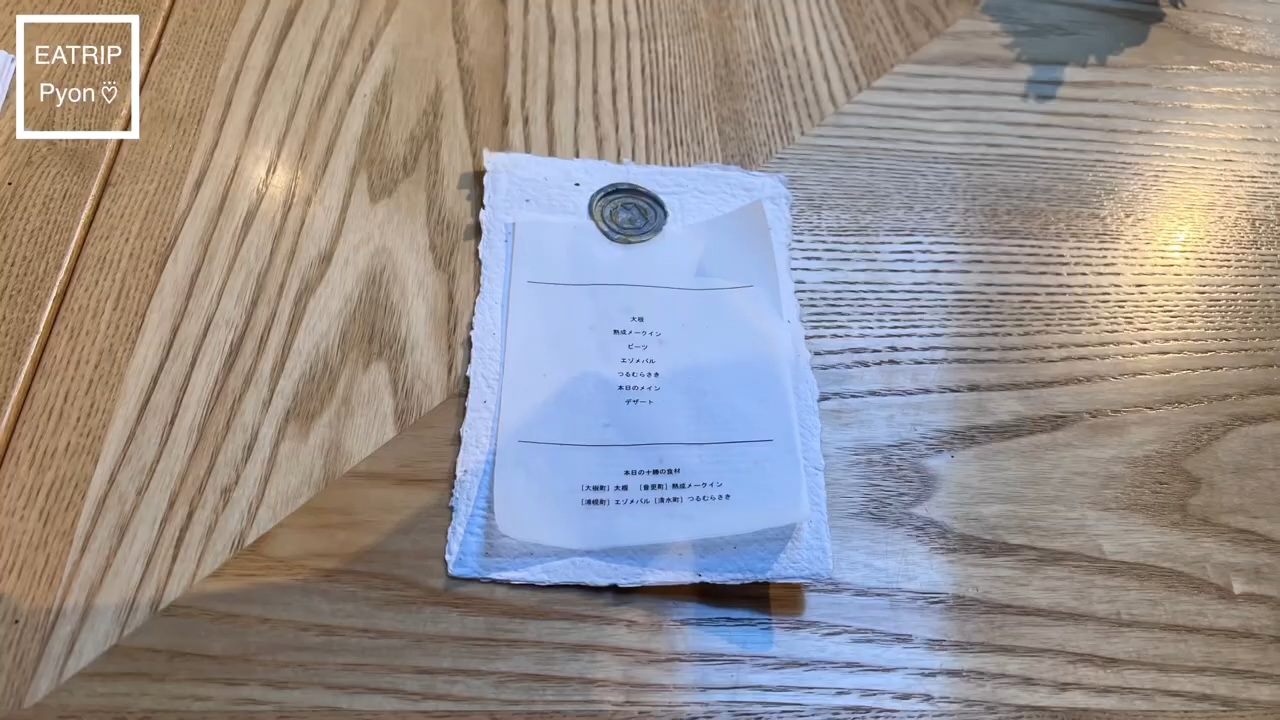 EATRIP
Pyon♡
大樹
熟成メークイン
ビーツ
エゾメバル
つるむらさき
本日のメイン
デザート
本日の十勝の食材
[大樹町] 大樹 [音更町] 熟成メークイン
[浦幌町] エゾメバル [清水町] つるむらさき